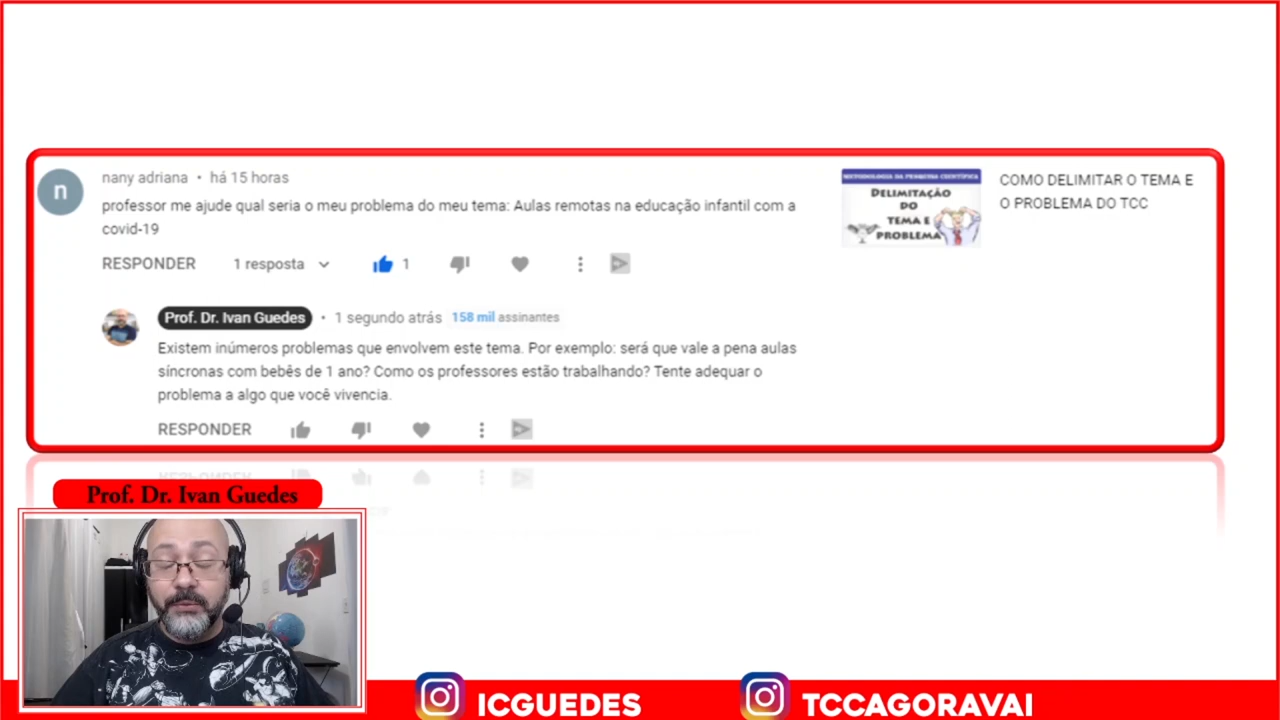 nany adriana • há 15 horas
professor me ajude qual seria o meu problema do meu tema: Aulas remotas na educação infantil com a
covid-19
RESPONDER 1 resposta 1
METODOLOGIA DA PESQUISA CIENTÍFICA
DELIMITAÇÃO
DO
TEMA E
PROBLEMA
COMO DELIMITAR O TEMA E
O PROBLEMA DO TCC
Prof. Dr. Ivan Guedes • 1 segundo atrás 158 mil assinantes
Existem inúmeros problemas que envolvem este tema. Por exemplo: será que vale a pena aulas
síncronas com bebês de 1 ano? Como os professores estão trabalhando? Tente adequar o
problema a algo que você vivencia.
RESPONDER
Prof. Dr. Ivan Guedes
ICGUEDES
TCCAGORAVAI